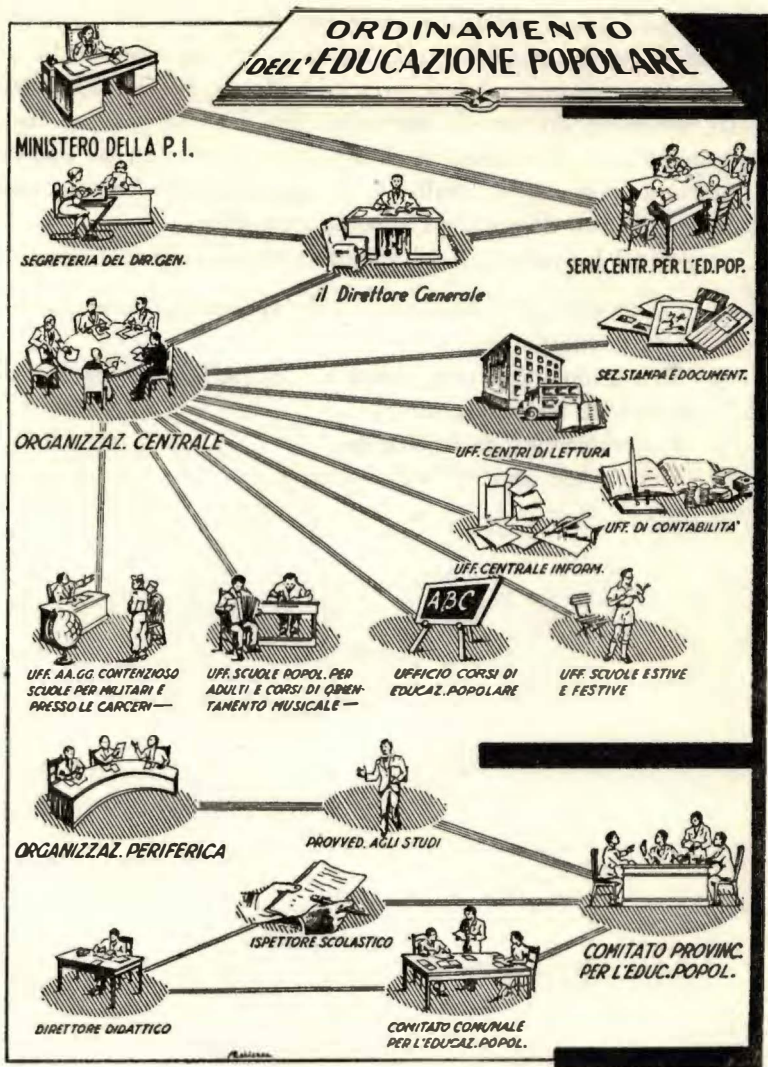 ORDINAMENTO
DELL'EDUCAZIONE POPOLARE
MINISTERO DELLA P. I.
SEGRETERIA DEL DIR. GEN.
il Direttore Generale
SERV. CENTR. PER L'ED. POP.
ORGANIZZAZ. CENTRALE
SEZ. STAMPA E DOCUMENT.
UFF. CENTRI DI LETTURA
UFF. DI CONTABILITA'
UFF. CENTRALE INFORM.
UFF. AA. GG. CONTENZIOSO
SCUOLE PER MILITARI E
PRESSO LE CARCERI —
UFF. SCUOLE POPOL. PER
ADULTI E CORSI DI ORIEN-
TAMENTO MUSICALE —
ABC
UFFICIO CORSI DI
EDUCAZ. POPOLARE
UFF. SCUOLE ESTIVE
E FESTIVE
ORGANIZZAZ. PERIFERICA
PROVVED. AGLI STUDI
ISPETTORE SCOLASTICO
COMITATO PROVINC.
PER L'EDUC. POPOL.
DIRETTORE DIDATTICO
COMITATO COMUNALE
PER L'EDUCAZ. POPOL.